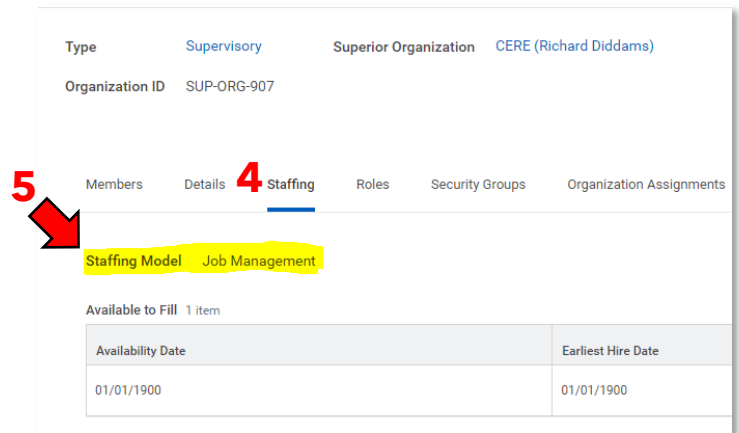 Type Supervisory Superior Organization CERE (Richard Diddams)
Organization ID SUP-ORG-907
5 Members Details 4 Staffing Roles Security Groups Organization Assignments
Staffing Model Job Management
Available to Fill 1 item
Availability Date Earliest Hire Date
01/01/1900 01/01/1900